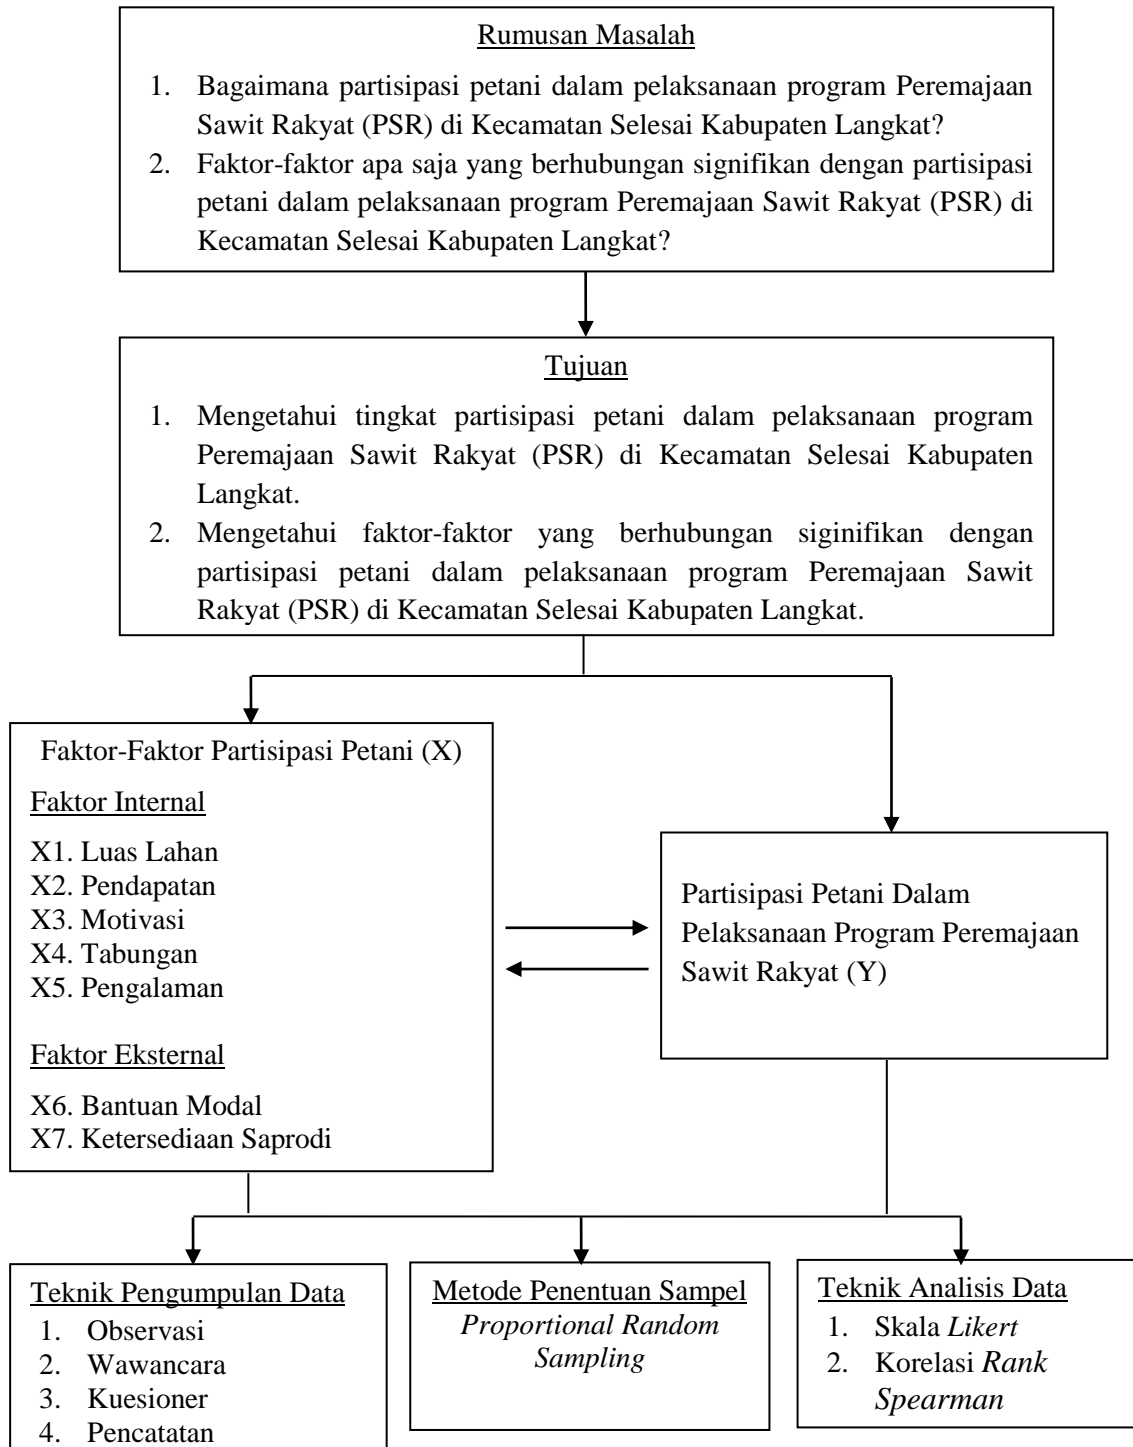 Rumusan Masalah
1. Bagaimana partisipasi petani dalam pelaksanaan program Peremajaan
Sawit Rakyat (PSR) di Kecamatan Selesai Kabupaten Langkat?
2. Faktor-faktor apa saja yang berhubungan signifikan dengan partisipasi
petani dalam pelaksanaan program Peremajaan Sawit Rakyat (PSR) di
Kecamatan Selesai Kabupaten Langkat?
Tujuan
1. Mengetahui tingkat partisipasi petani dalam pelaksanaan program
Peremajaan Sawit Rakyat (PSR) di Kecamatan Selesai Kabupaten
Langkat.
2. Mengetahui faktor-faktor yang berhubungan siginifikan dengan
partisipasi petani dalam pelaksanaan program Peremajaan Sawit
Rakyat (PSR) di Kecamatan Selesai Kabupaten Langkat.
Faktor-Faktor Partisipasi Petani (X)
Faktor Internal
X1. Luas Lahan
X2. Pendapatan
X3. Motivasi
X4. Tabungan
X5. Pengalaman
Faktor Eksternal
X6. Bantuan Modal
X7. Ketersediaan Saprodi
Partisipasi Petani Dalam
Pelaksanaan Program Peremajaan
Sawit Rakyat (Y)
Teknik Pengumpulan Data
1. Observasi
2. Wawancara
3. Kuesioner
4. Pencatatan
Metode Penentuan Sampel
Proportional Random
Sampling
Teknik Analisis Data
1. Skala Likert
2. Korelasi Rank
Spearman